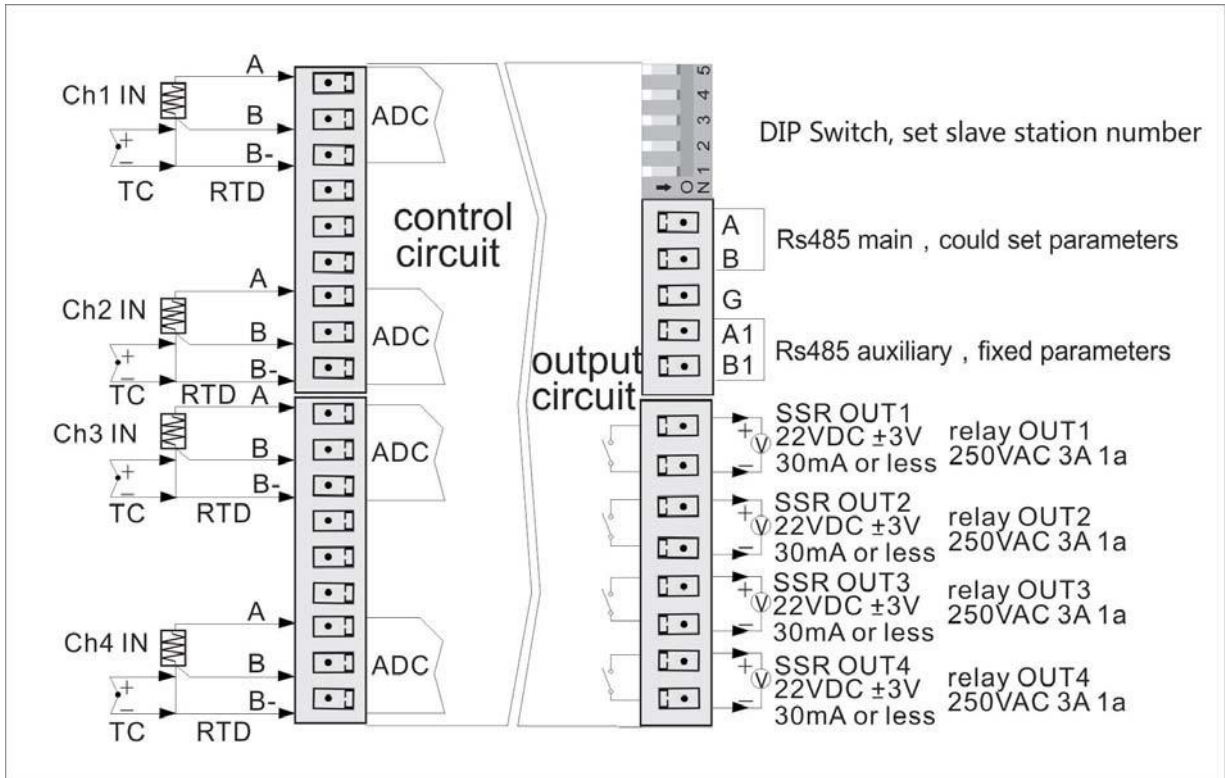 A
Ch1 IN
B
+
B-
−
TC
RTD
ADC
A
Ch2 IN
B
+
B-
−
TC
RTD
ADC
A
Ch3 IN
B
+
B-
−
TC
RTD
ADC
A
Ch4 IN
B
+
B-
−
TC
RTD
ADC
control
circuit
output
circuit
5
4
3
2
1
ON
DIP Switch, set slave station number
A
B
Rs485 main , could set parameters
G
A1
B1
Rs485 auxiliary , fixed parameters
SSR OUT1
+ V 22VDC ±3V
− 30mA or less
relay OUT1
250VAC 3A 1a
SSR OUT2
+ V 22VDC ±3V
− 30mA or less
relay OUT2
250VAC 3A 1a
SSR OUT3
+ V 22VDC ±3V
− 30mA or less
relay OUT3
250VAC 3A 1a
SSR OUT4
+ V 22VDC ±3V
− 30mA or less
relay OUT4
250VAC 3A 1a